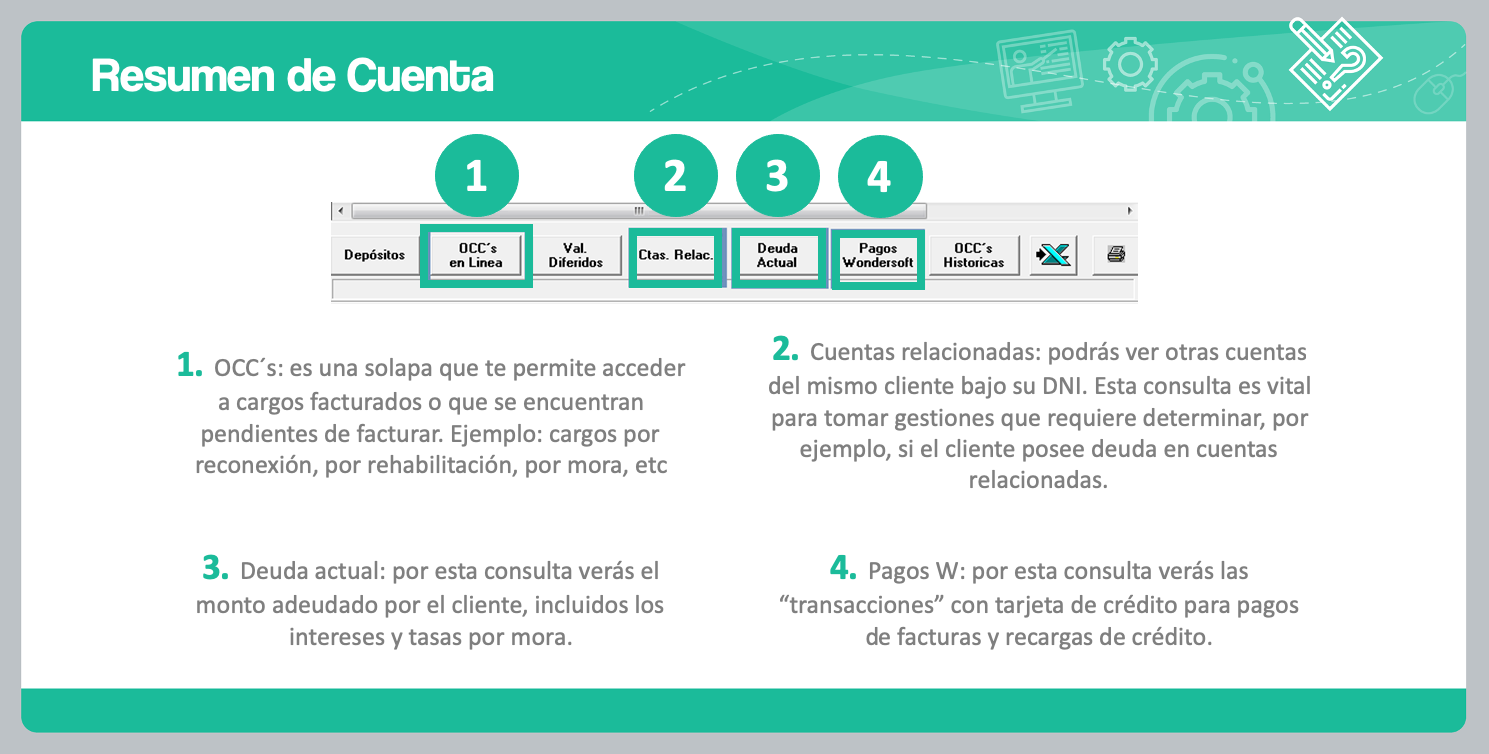 Resumen de Cuenta
1 2 3 4
Depósitos
OCC´s
en Linea
Val.
Diferidos
Ctas. Relac.
Deuda
Actual
Pagos
Wondersoft
OCC´s
Historicas
1. OCC´s: es una solapa que te permite acceder
a cargos facturados o que se encuentran
pendientes de facturar. Ejemplo: cargos por
reconexión, por rehabilitación, por mora, etc
2. Cuentas relacionadas: podrás ver otras cuentas
del mismo cliente bajo su DNI. Esta consulta es vital
para tomar gestiones que requiere determinar, por
ejemplo, si el cliente posee deuda en cuentas
relacionadas.
3. Deuda actual: por esta consulta verás el
monto adeudado por el cliente, incluidos los
intereses y tasas por mora.
4. Pagos W: por esta consulta verás las
“transacciones” con tarjeta de crédito para pagos
de facturas y recargas de crédito.